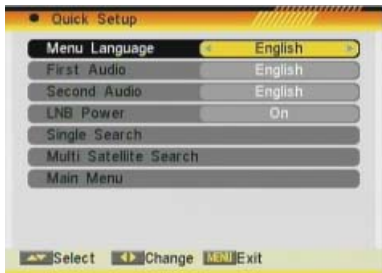 Quick Setup
Menu Language English
First Audio English
Second Audio English
LNB Power On
Single Search
Multi Satellite Search
Main Menu
Select Change MENU Exit